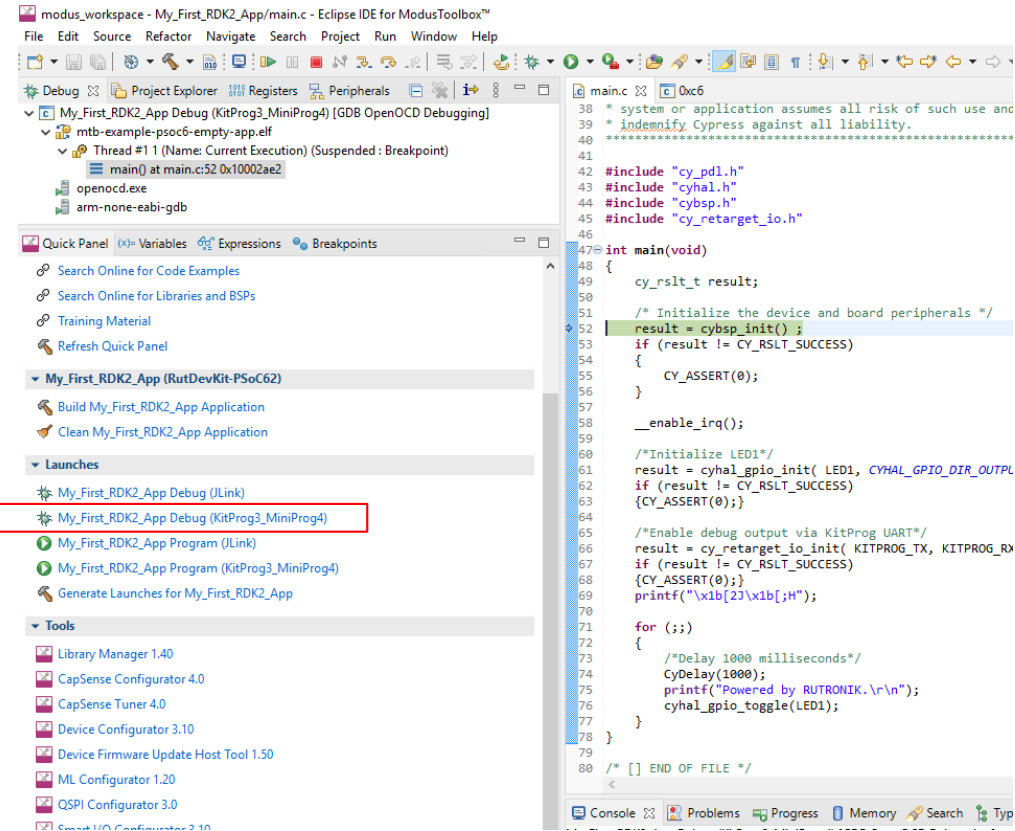 modus_workspace - My_First_RDK2_App/main.c - Eclipse IDE for ModusToolbox™
File Edit Source Refactor Navigate Search Project Run Window Help
Debug Project Explorer Registers Peripherals
My_First_RDK2_App Debug (KitProg3_MiniProg4) [GDB OpenOCD Debugging]
mtb-example-psoc6-empty-app.elf
Thread #1 1 (Name: Current Execution) (Suspended : Breakpoint)
main() at main.c:52 0x10002ae2
openocd.exe
arm-none-eabi-gdb
Quick Panel (x)= Variables Expressions Breakpoints
Search Online for Code Examples
Search Online for Libraries and BSPs
Training Material
Refresh Quick Panel
My_First_RDK2_App (RutDevKit-PSoC62)
Build My_First_RDK2_App Application
Clean My_First_RDK2_App Application
Launches
My_First_RDK2_App Debug (JLink)
My_First_RDK2_App Debug (KitProg3_MiniProg4)
My_First_RDK2_App Program (JLink)
My_First_RDK2_App Program (KitProg3_MiniProg4)
Generate Launches for My_First_RDK2_App
Tools
Library Manager 1.40
CapSense Configurator 4.0
CapSense Tuner 4.0
Device Configurator 3.10
Device Firmware Update Host Tool 1.50
ML Configurator 1.20
QSPI Configurator 3.0
Smart I/O Configurator 3.10
main.c 0xc6
38 * system or application assumes all risk of such use and
39 * indemnify Cypress against all liability.
40 *******************************************************
41
42 #include "cy_pdl.h"
43 #include "cyhal.h"
44 #include "cybsp.h"
45 #include "cy_retarget_io.h"
46
47 int main(void)
48 {
49 cy_rslt_t result;
50
51 /* Initialize the device and board peripherals */
52 result = cybsp_init() ;
53 if (result != CY_RSLT_SUCCESS)
54 {
55 CY_ASSERT(0);
56 }
57
58 __enable_irq();
59
60 /*Initialize LED1*/
61 result = cyhal_gpio_init( LED1, CYHAL_GPIO_DIR_OUTPU
62 if (result != CY_RSLT_SUCCESS)
63 {CY_ASSERT(0);}
64
65 /*Enable debug output via KitProg UART*/
66 result = cy_retarget_io_init( KITPROG_TX, KITPROG_RX
67 if (result != CY_RSLT_SUCCESS)
68 {CY_ASSERT(0);}
69 printf("\x1b[2J\x1b[;H");
70
71 for (;;)
72 {
73 /*Delay 1000 milliseconds*/
74 CyDelay(1000);
75 printf("Powered by RUTRONIK.\r\n");
76 cyhal_gpio_toggle(LED1);
77 }
78 }
79
80 /* [] END OF FILE */
Console Problems Progress Memory Search Typ